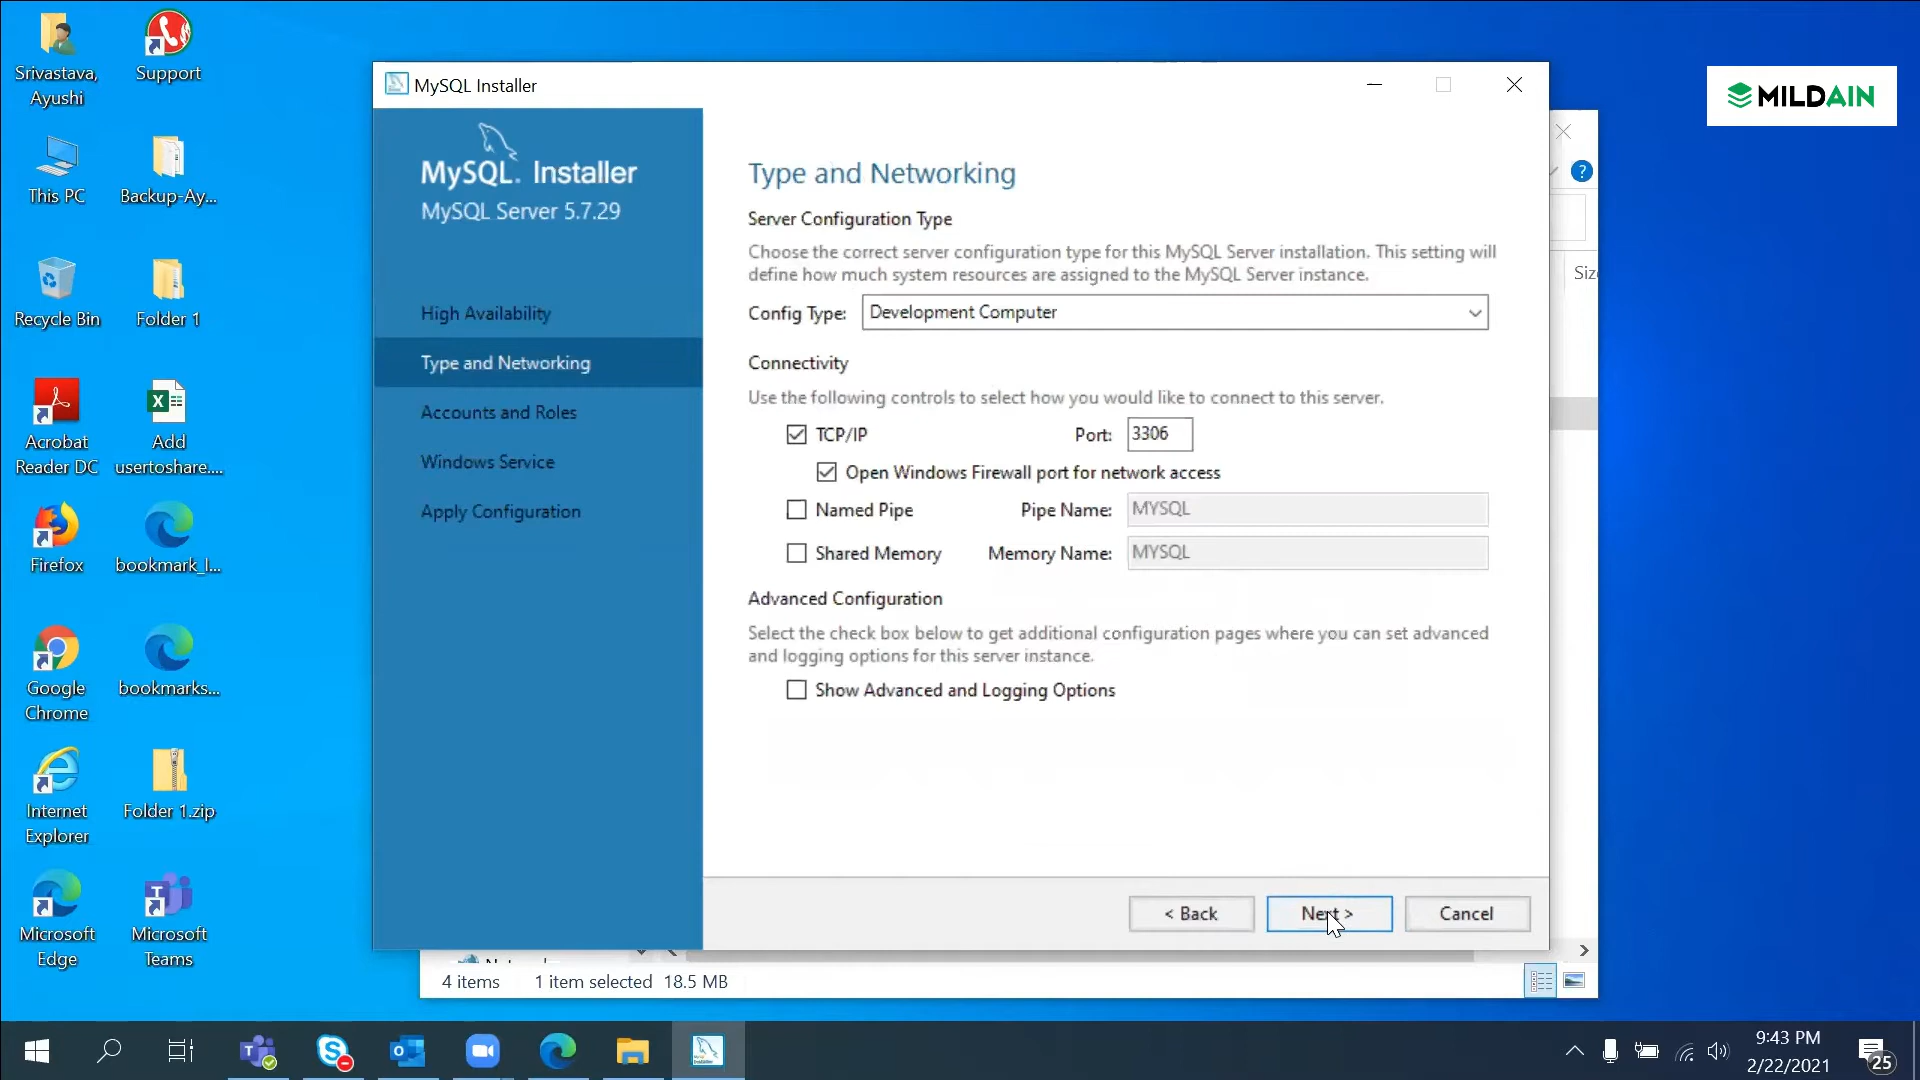 Srivastava,
Ayushi
Support
This PC
Backup-Ay...
Recycle Bin
Folder 1
Acrobat
Reader DC
Add
usertoshare....
Firefox
bookmark_l...
Google
Chrome
bookmarks...
Internet
Explorer
Folder 1.zip
Microsoft
Edge
Microsoft
Teams
MILDAIN
MySQL Installer
MySQL. Installer
MySQL Server 5.7.29
High Availability
Type and Networking
Accounts and Roles
Windows Service
Apply Configuration
Type and Networking
Server Configuration Type
Choose the correct server configuration type for this MySQL Server installation. This setting
define how much system resources are assigned to the MySQL Server instance.
Config Type: Development Computer
Connectivity
Use the following controls to select how you would like to connect to this server.
TCP/IP Port: 3306
Open Windows Firewall port for network access
Named Pipe Pipe Name: MYSQL
Shared Memory Memory Name: MYSQL
Advanced Configuration
Select the check box below to get additional configuration pages where you can set advanced
and logging options for this server instance.
Show Advanced and Logging Options
< Back Next > Cancel
4 items 1 item selected 18.5 MB
9:43 PM
2/22/2021
25